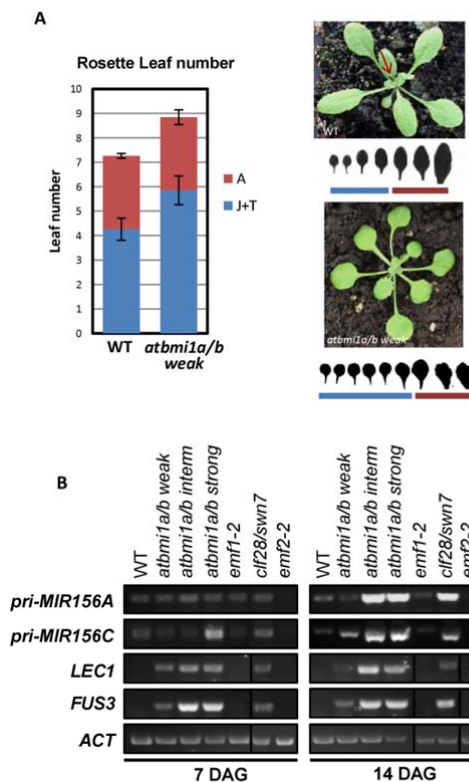 A
Rosette Leaf number
10
9
8
7
6
5
4
3
2
1
0
Leaf number
WT
atbmi1a/b weak
A
J+T
WT
atbmi1a/b weak
B
WT
atbmi1a/b weak
atbmi1a/b interm
atbmi1a/b strong
emf1-2
clf28/swn7
emf2-2
WT
atbmi1a/b weak
atbmi1a/b interm
atbmi1a/b strong
emf1-2
clf28/swn7
emf2-2
pri-MIR156A
pri-MIR156C
LEC1
FUS3
ACT
7 DAG
14 DAG